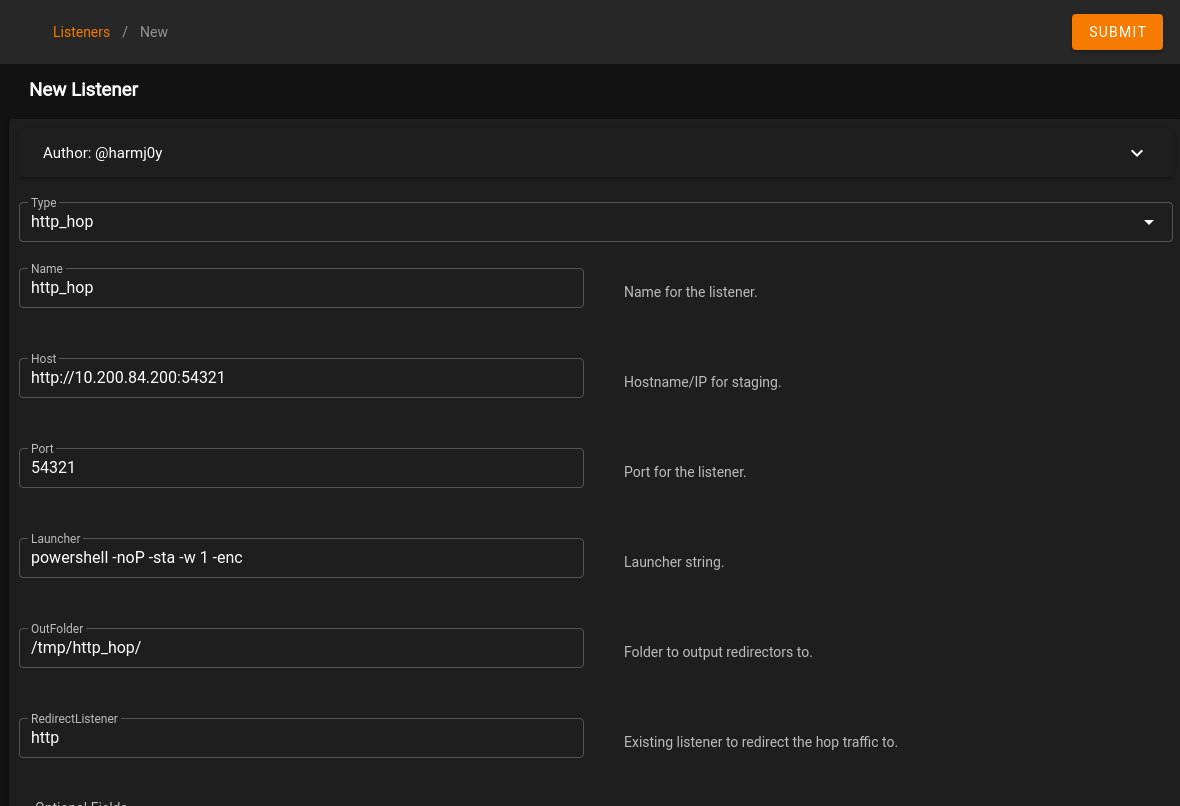 Listeners / New
SUBMIT
New Listener
Author: @harmj0y
Type
http_hop
Name
http_hop
Name for the listener.
Host
http://10.200.84.200:54321
Hostname/IP for staging.
Port
54321
Port for the listener.
Launcher
powershell -noP -sta -w 1 -enc
Launcher string.
OutFolder
/tmp/http_hop/
Folder to output redirectors to.
RedirectListener
http
Existing listener to redirect the hop traffic to.
Optional Fields